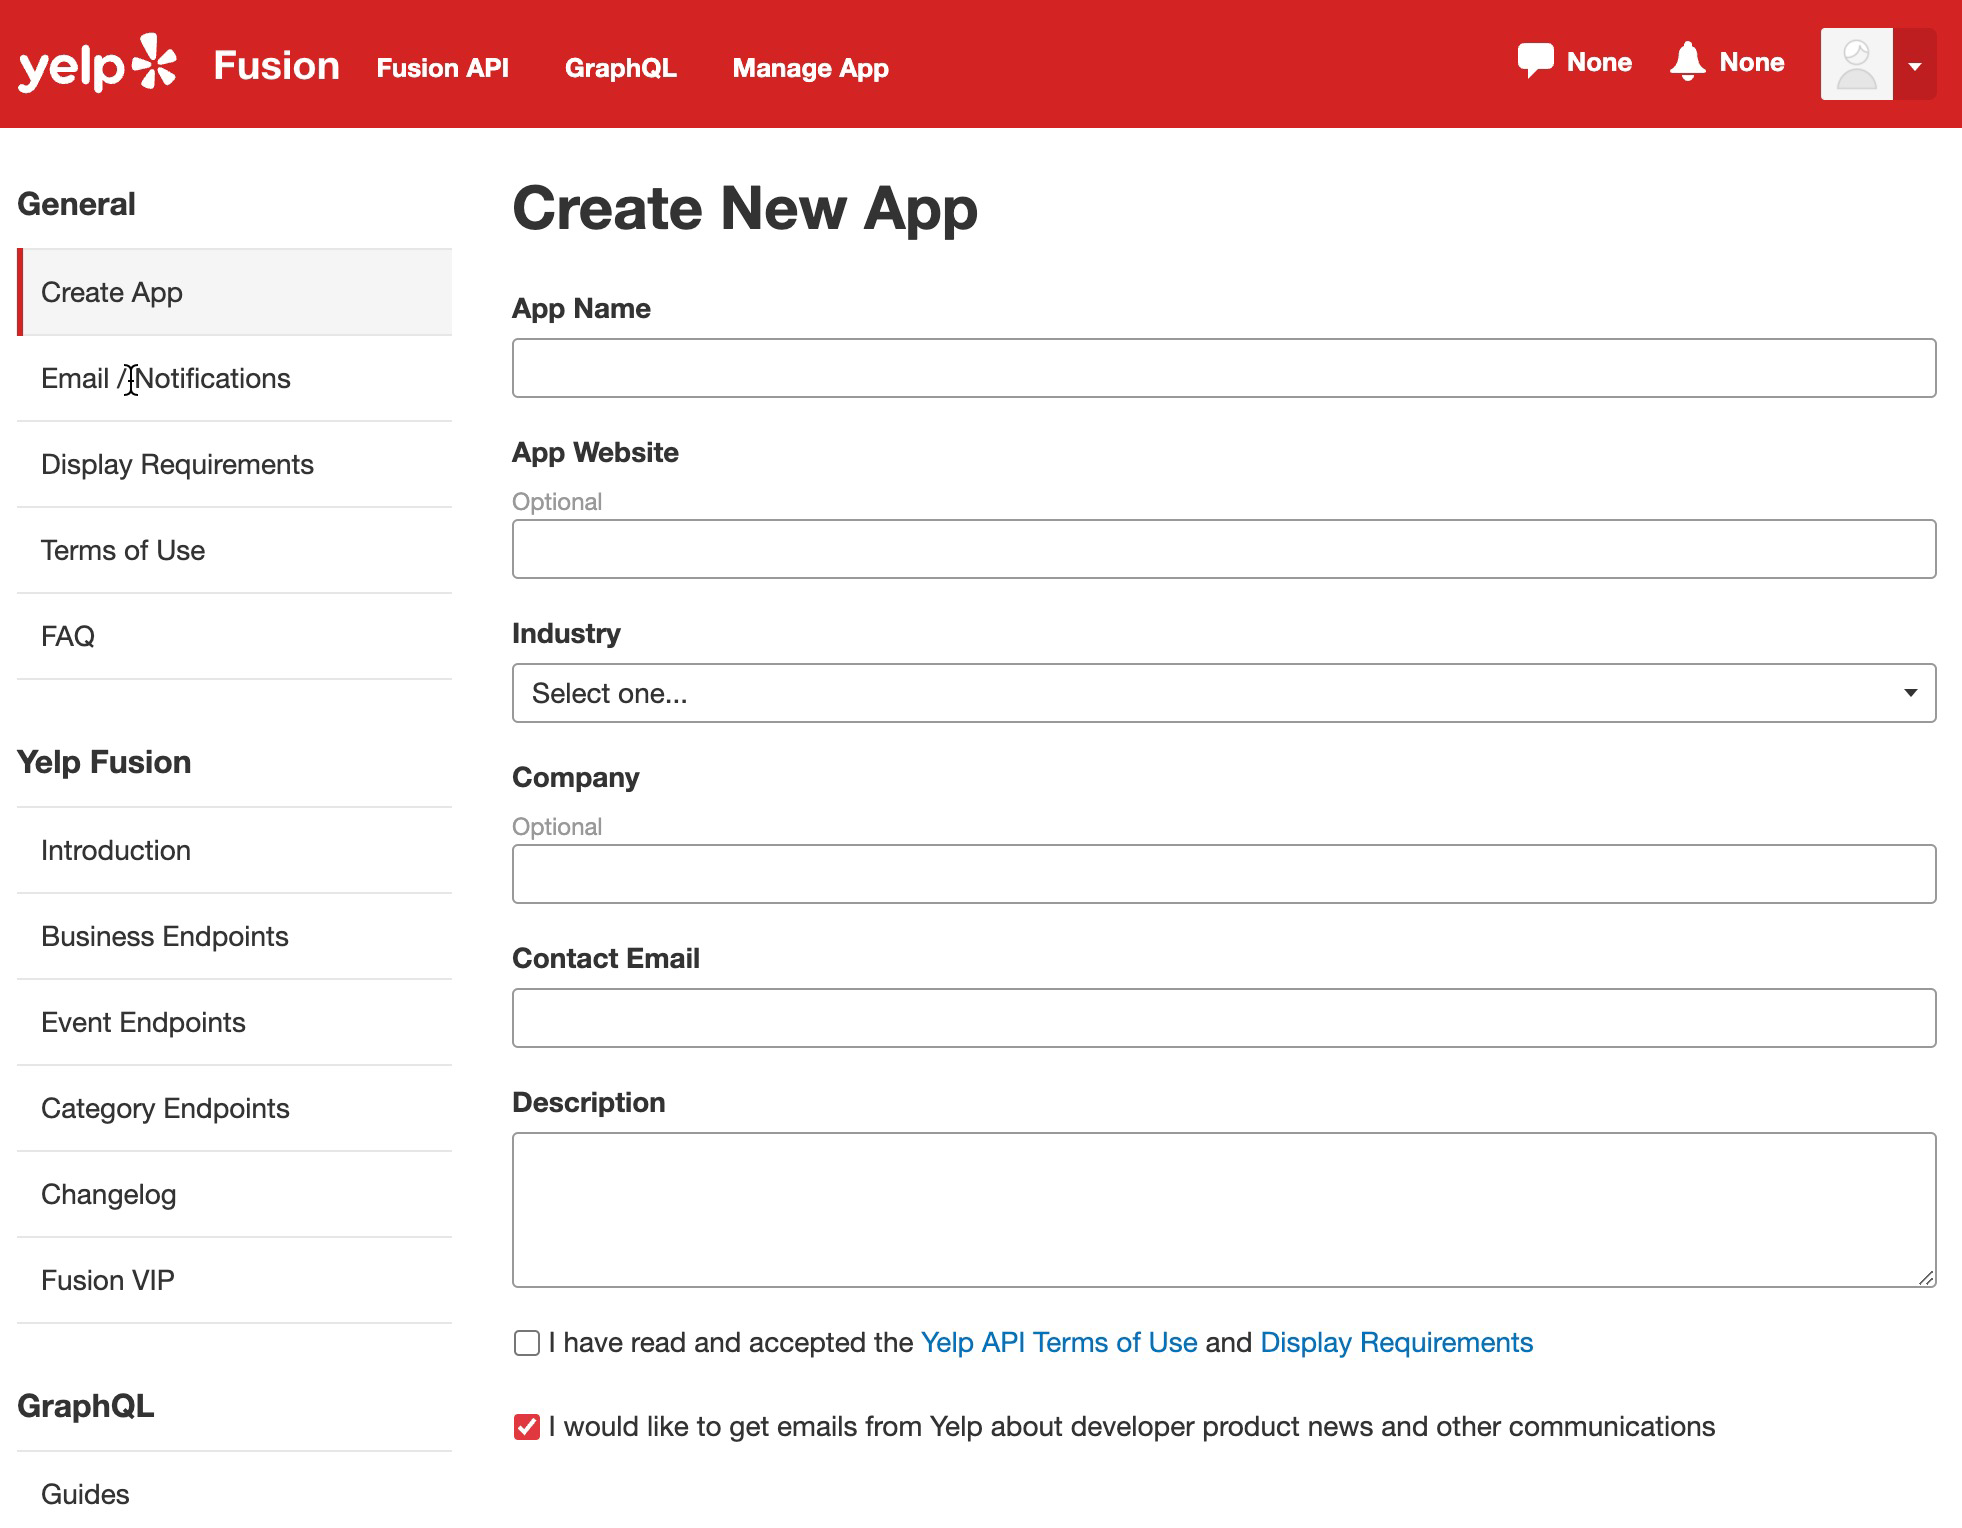 yelp Fusion Fusion API GraphQL Manage App None None
General
Create App
Email / Notifications
Display Requirements
Terms of Use
FAQ
Yelp Fusion
Introduction
Business Endpoints
Event Endpoints
Category Endpoints
Changelog
Fusion VIP
GraphQL
Guides
Create New App
App Name
App Website
Optional
Industry
Select one...
Company
Optional
Contact Email
Description
I have read and accepted the Yelp API Terms of Use and Display Requirements
I would like to get emails from Yelp about developer product news and other communications